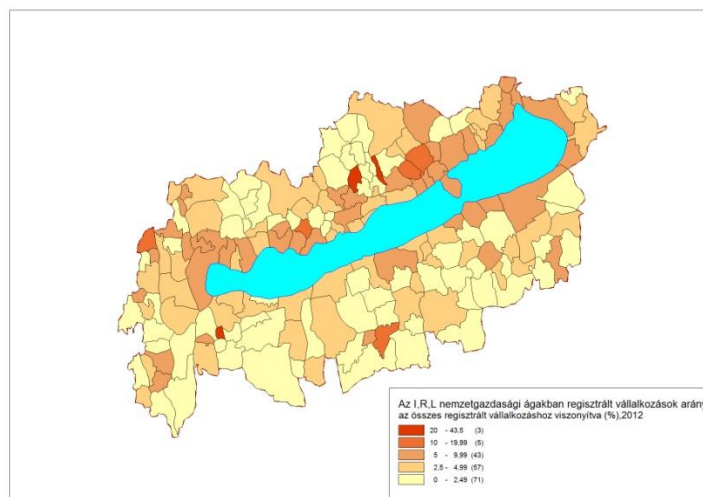 Az I,R,L nemzetgazdasági ágakban regisztrált vállalkozások arány
az összes regisztrált vállalkozáshoz viszonyítva (%),2012
20 - 43.5 (3)
10 - 19.99 (5)
5 - 9.99 (43)
2.5 - 4.99 (57)
0 - 2.49 (71)